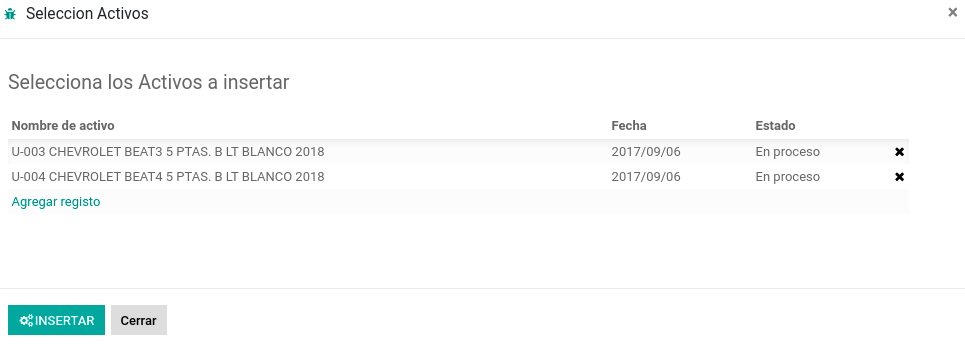 Seleccion Activos
Selecciona los Activos a insertar
Nombre de activo Fecha Estado
U-003 CHEVROLET BEAT3 5 PTAS. B LT BLANCO 2018 2017/09/06 En proceso
U-004 CHEVROLET BEAT4 5 PTAS. B LT BLANCO 2018 2017/09/06 En proceso
Agregar registo
INSERTAR Cerrar